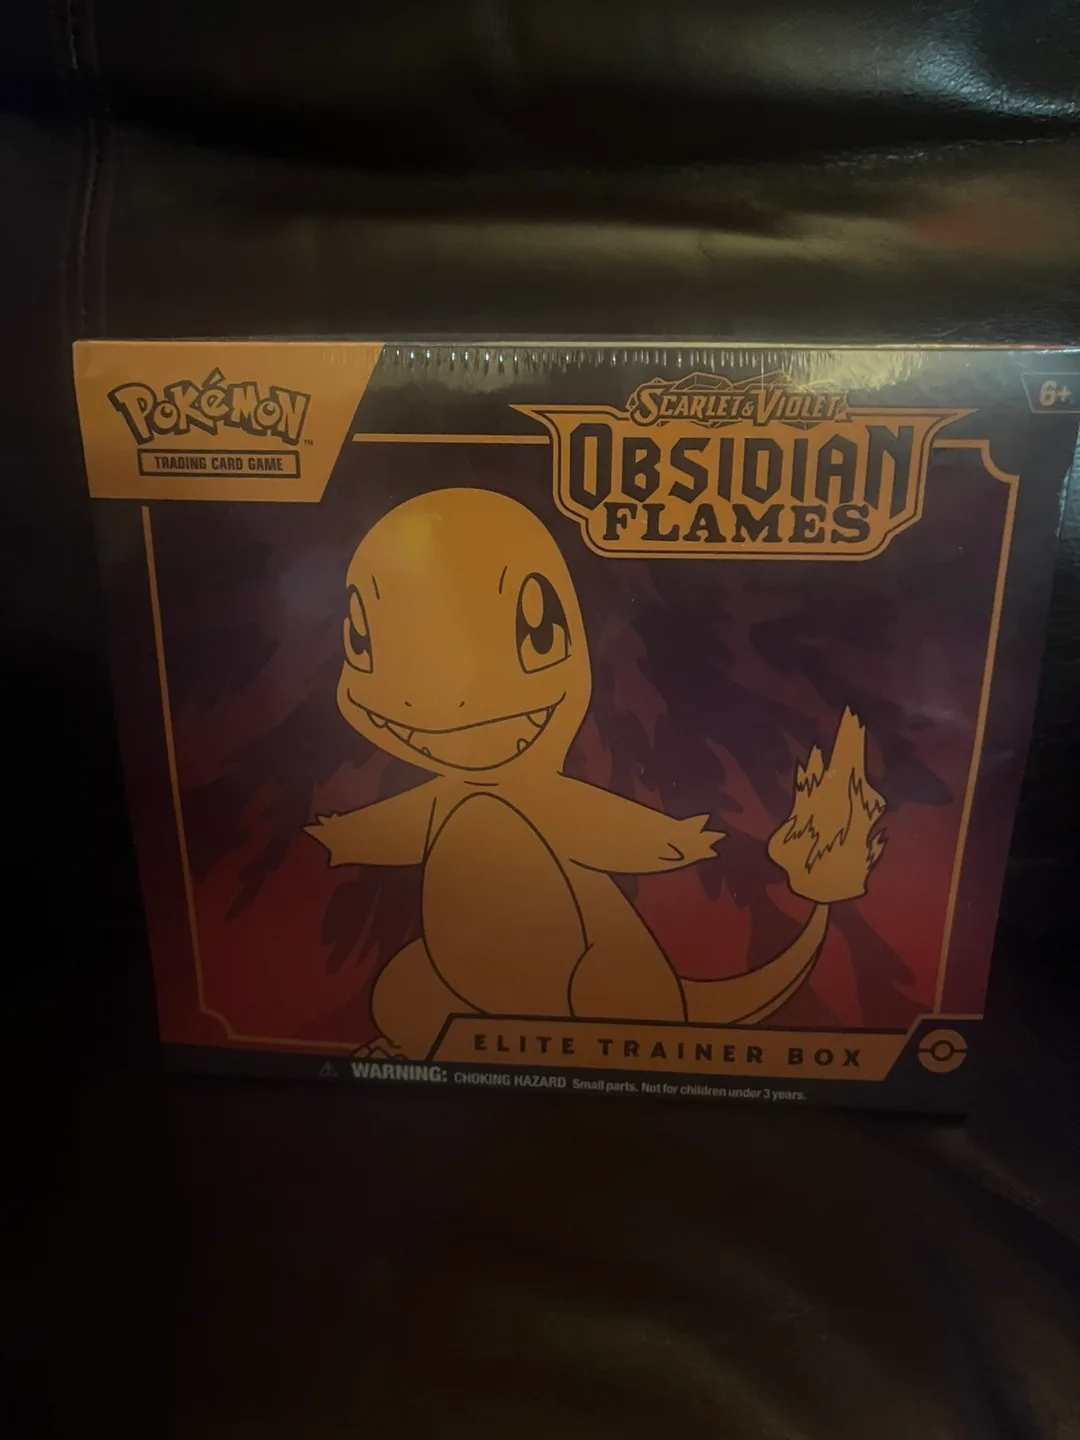 POKéMON
™
TRADING CARD GAME
SCARLET & VIOLET
OBSIDIAN
FLAMES
6+
ELITE TRAINER BOX
WARNING: CHOKING HAZARD Small parts. Not for children under 3 years.